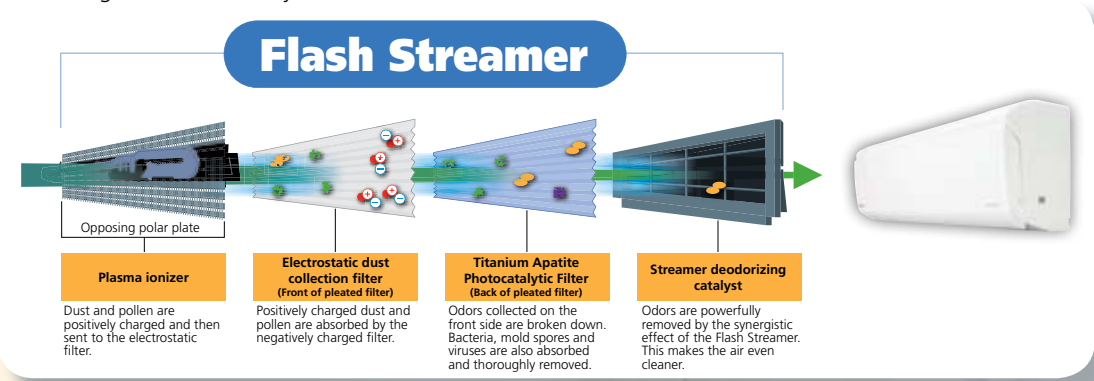 Flash Streamer
Opposing polar plate
Plasma ionizer
Dust and pollen are
positively charged and then
sent to the electrostatic
filter.
Electrostatic dust
collection filter
(Front of pleated filter)
Positively charged dust and
pollen are absorbed by the
negatively charged filter.
Titanium Apatite
Photocatalytic Filter
(Back of pleated filter)
Odors collected on the
front side are broken down.
Bacteria, mold spores and
viruses are also absorbed
and thoroughly removed.
Streamer deodorizing
catalyst
Odors are powerfully
removed by the synergistic
effect of the Flash Streamer.
This makes the air even
cleaner.